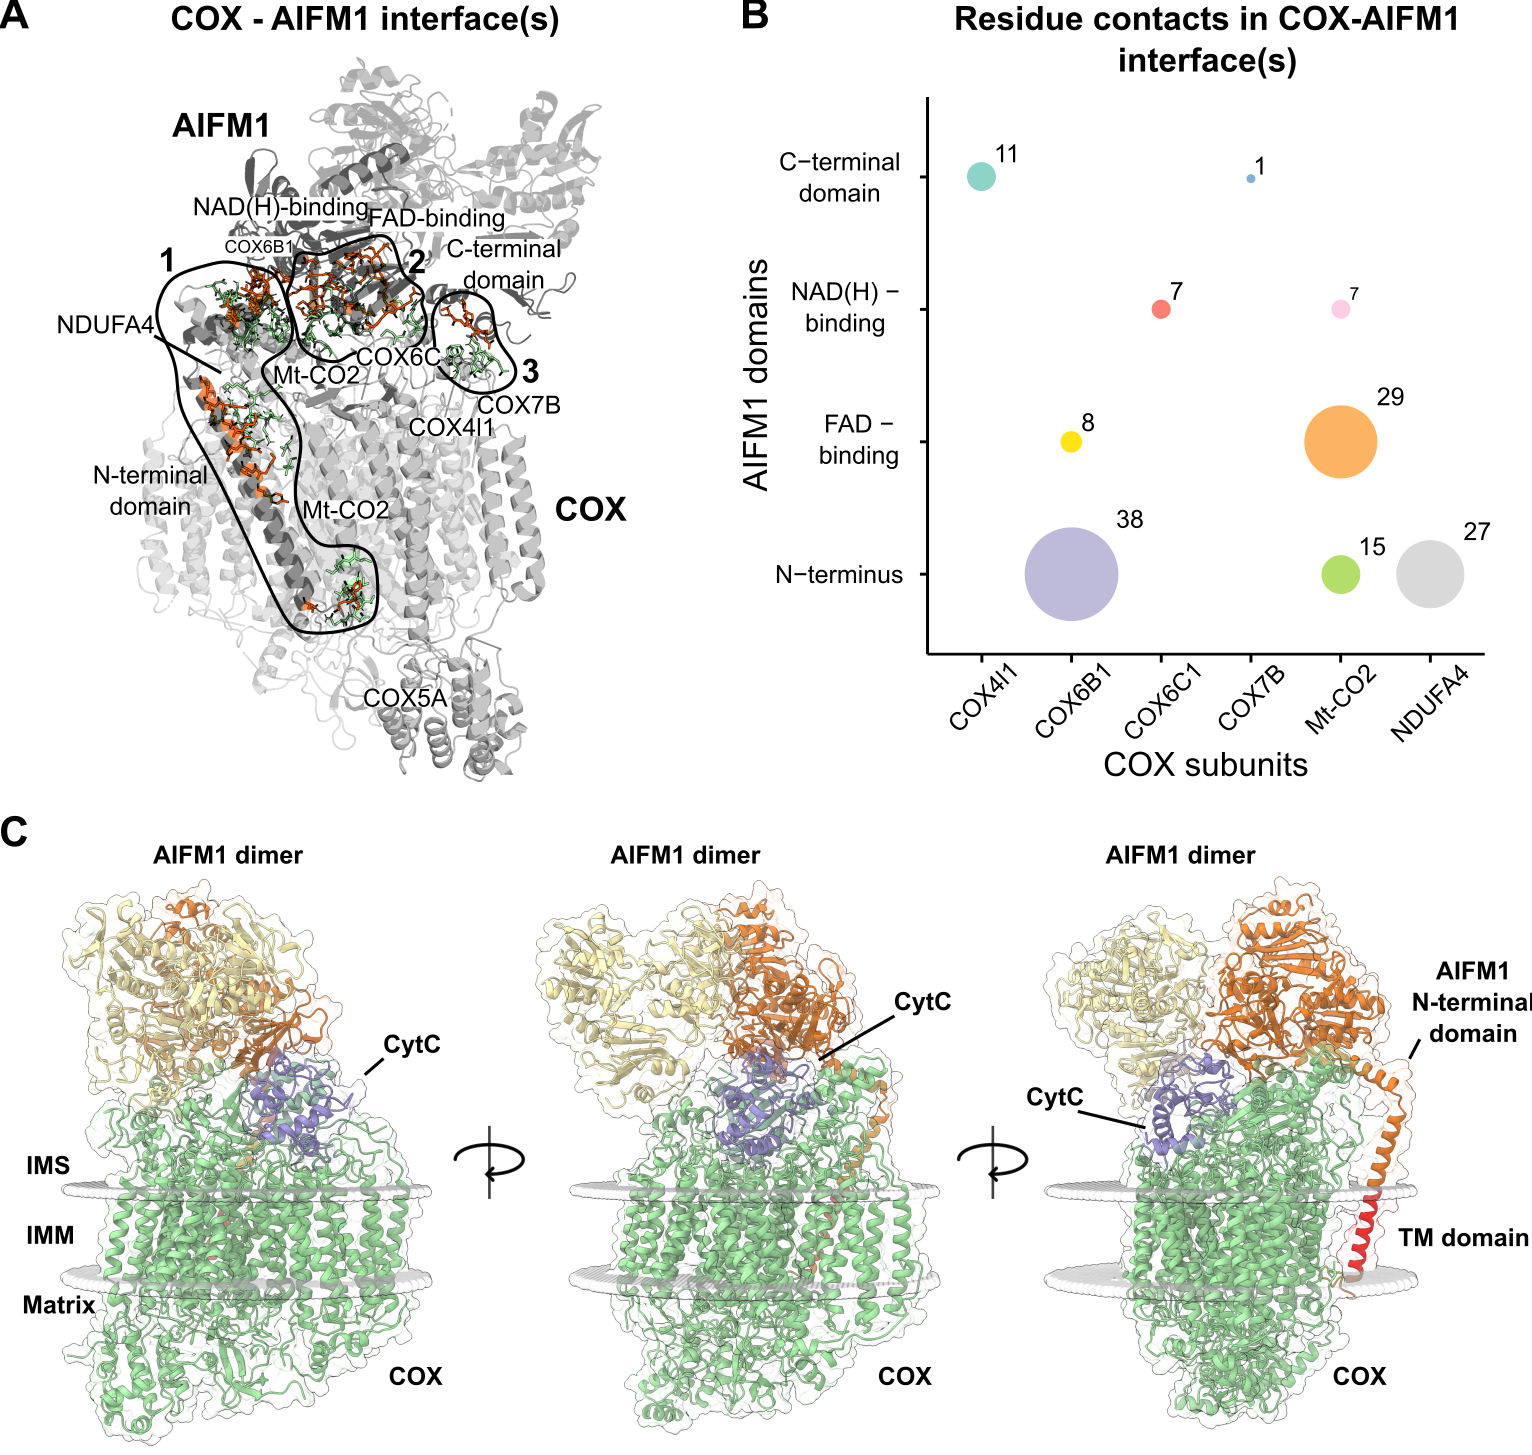 A
COX - AIFM1 interface(s)
AIFM1
NAD(H)-binding
FAD-binding
COX6B1
C-terminal
domain
1
2
NDUFA4
COX6C
Mt-CO2
3
COX7B
COX4I1
N-terminal
domain
Mt-CO2
COX
COX5A
B
Residue contacts in COX-AIFM1
interface(s)
AIFM1 domains
C−terminal
domain
11
1
NAD(H) −
binding
7
7
FAD −
binding
8
29
N−terminus
38
15
27
COX4I1
COX6B1
COX6C1
COX7B
Mt-CO2
NDUFA4
COX subunits
C
AIFM1 dimer
CytC
IMS
IMM
Matrix
COX
AIFM1 dimer
CytC
COX
AIFM1 dimer
AIFM1
N-terminal
domain
CytC
TM domain
COX